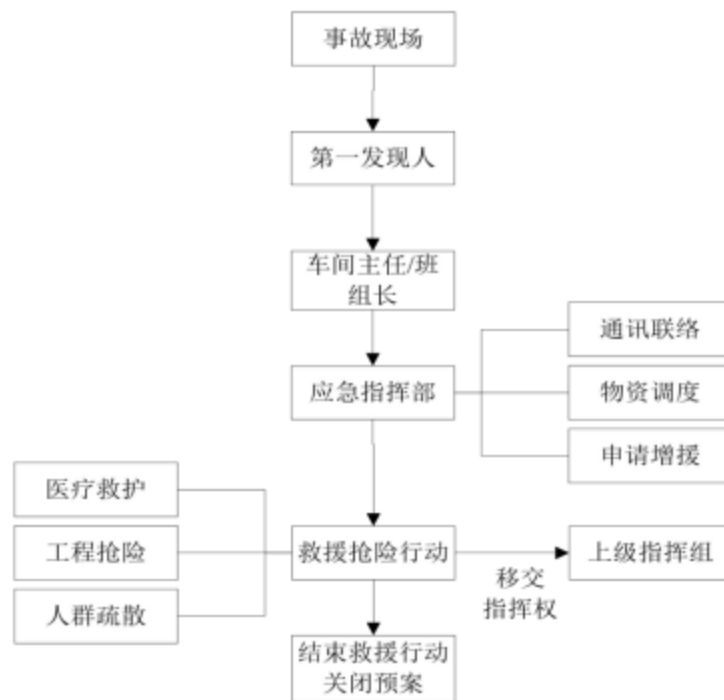 事故现场
第一发现人
车间主任/班
组长
通讯联络
应急指挥部
物资调度
申请增援
医疗救护
工程抢险
救援抢险行动
移交
指挥权
上级指挥组
人群疏散
结束救援行动
关闭预案